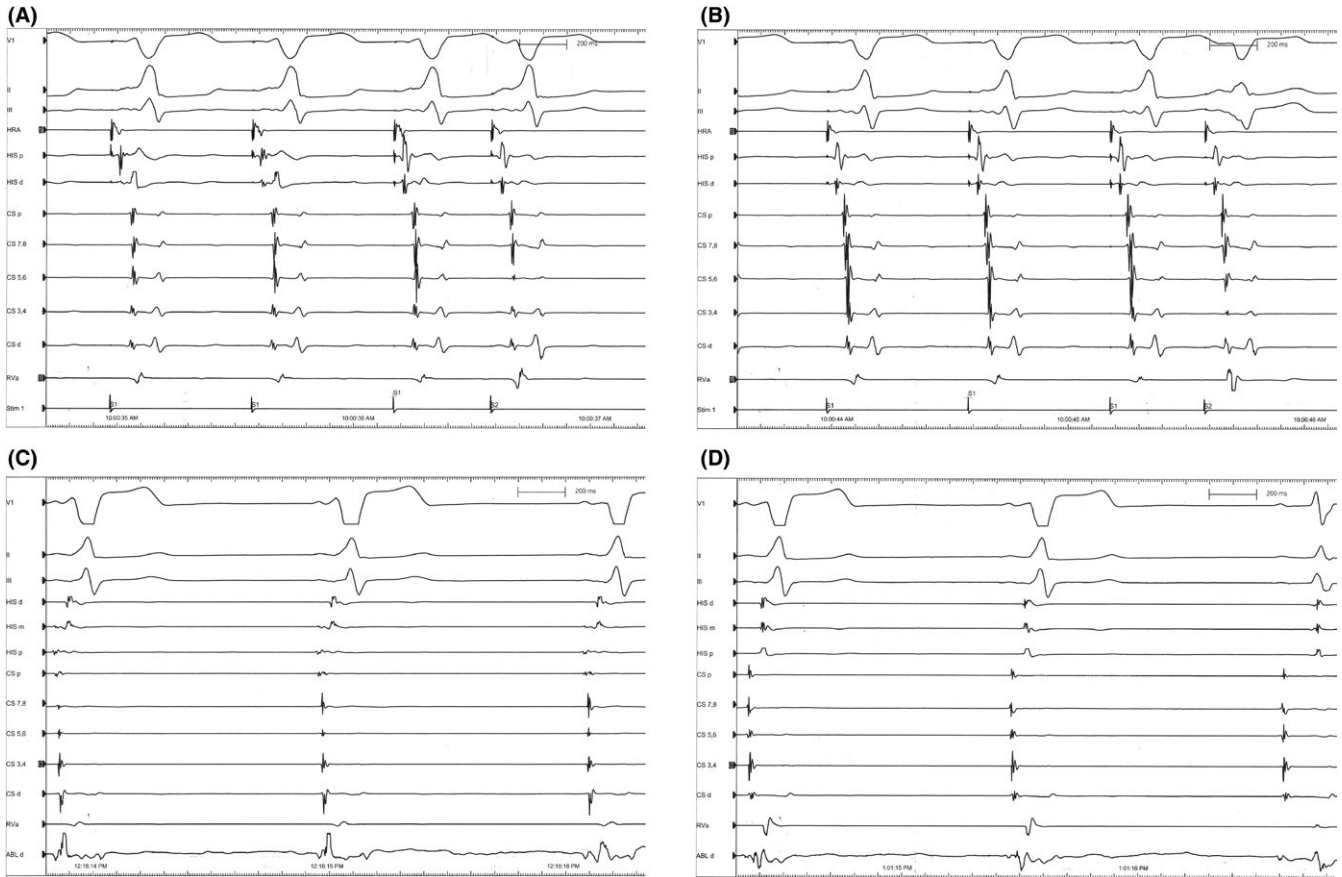 (A)
V1
200 ms
II
III
HRA
HIS p
HIS d
CS p
CS 7,8
CS 5,6
CS 3,4
CS d
RVa
Stim 1
S1
S1
S1
S2
10:00:35 AM
10:00:36 AM
10:00:37 AM
(B)
V1
200 ms
II
III
HRA
HIS p
HIS d
CS p
CS 7,8
CS 5,6
CS 3,4
CS d
RVa
Stim 1
S1
S1
S1
S2
10:00:44 AM
10:00:45 AM
10:00:46 AM
(C)
V1
200 ms
II
III
HIS d
HIS m
HIS p
CS p
CS 7,8
CS 5,6
CS 3,4
CS d
RVa
ABL d
12:16:14 PM
12:16:15 PM
12:16:16 PM
(D)
V1
200 ms
II
III
HIS d
HIS m
HIS p
CS p
CS 7,8
CS 5,6
CS 3,4
CS d
RVa
ABL d
1:01:15 PM
1:01:16 PM